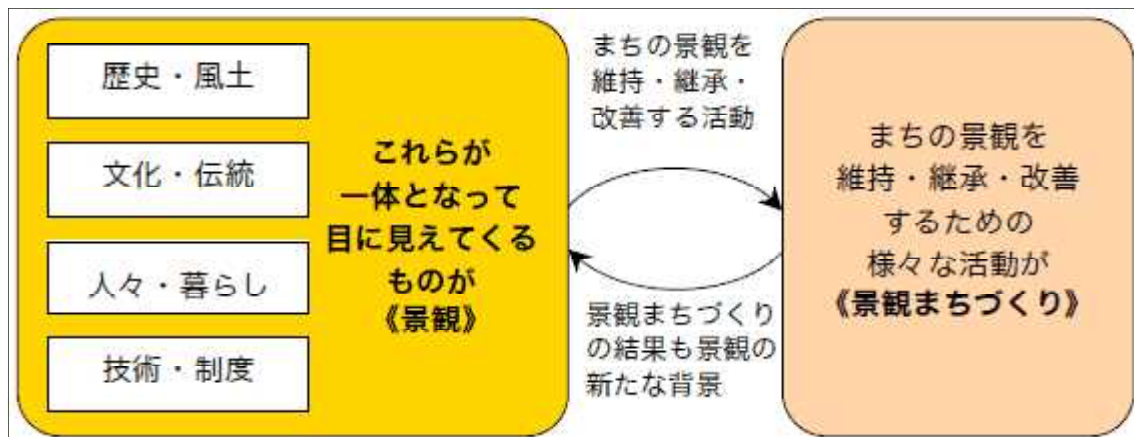 歴史・風土
文化・伝統
人々・暮らし
技術・制度
これらが
一体となって
目に見えてくる
ものが
《景観》
まちの景観を
維持・継承・
改善する活動
景観まちづくり
の結果も景観の
新たな背景
まちの景観を
維持・継承・改善
するための
様々な活動が
《景観まちづくり》